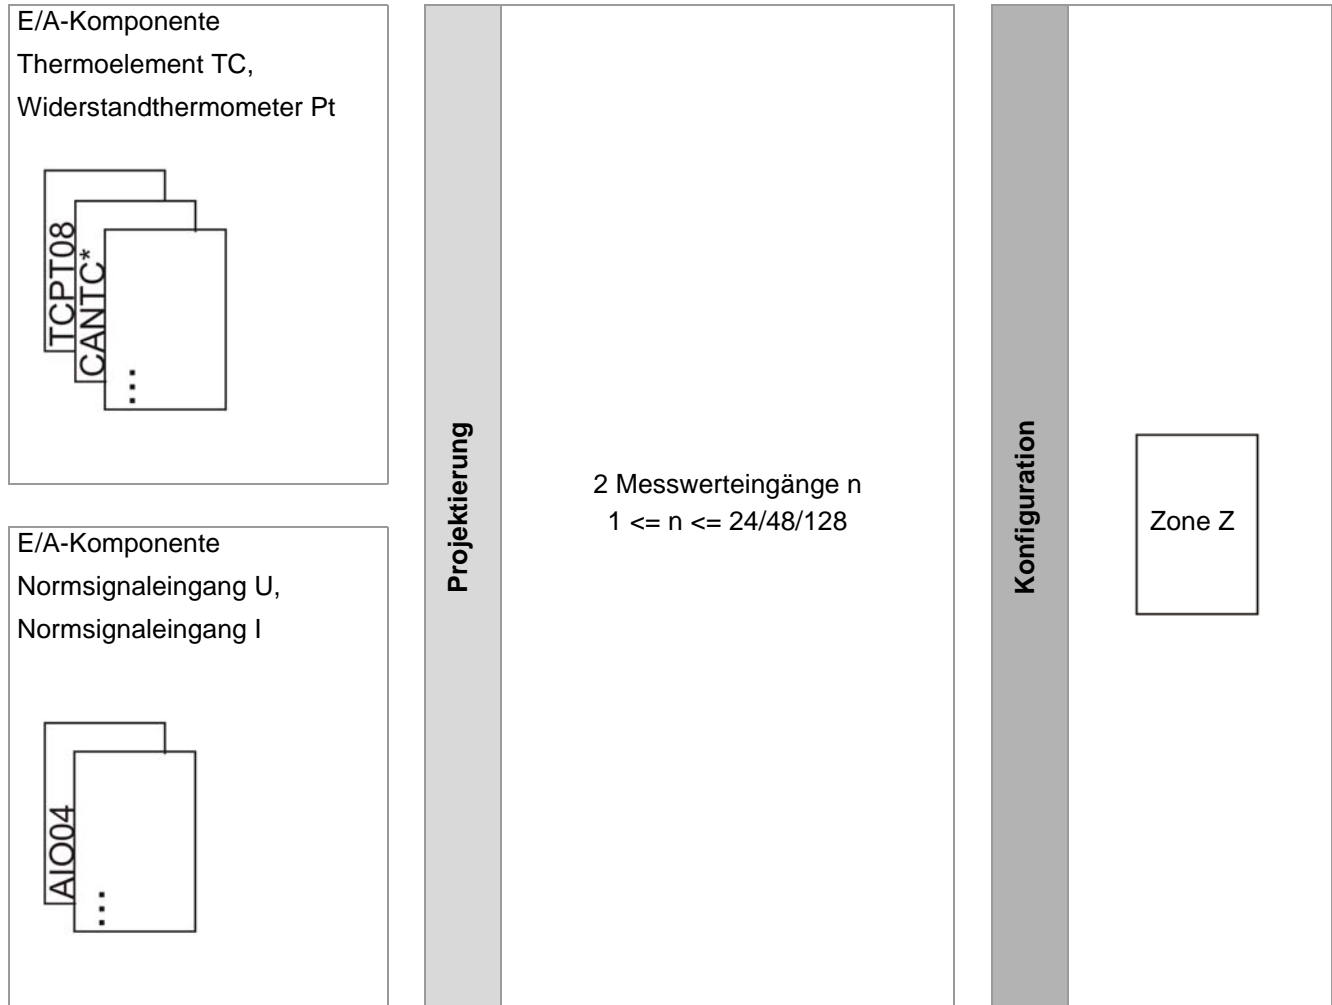 E/A-Komponente
Thermoelement TC,
Widerstandthermometer Pt
TCPT08
CANTC*
...
E/A-Komponente
Normsignaleingang U,
Normsignaleingang I
AIO04
...
Projektierung
2 Messwerteingänge n
1 <= n <= 24/48/128
Konfiguration
Zone Z